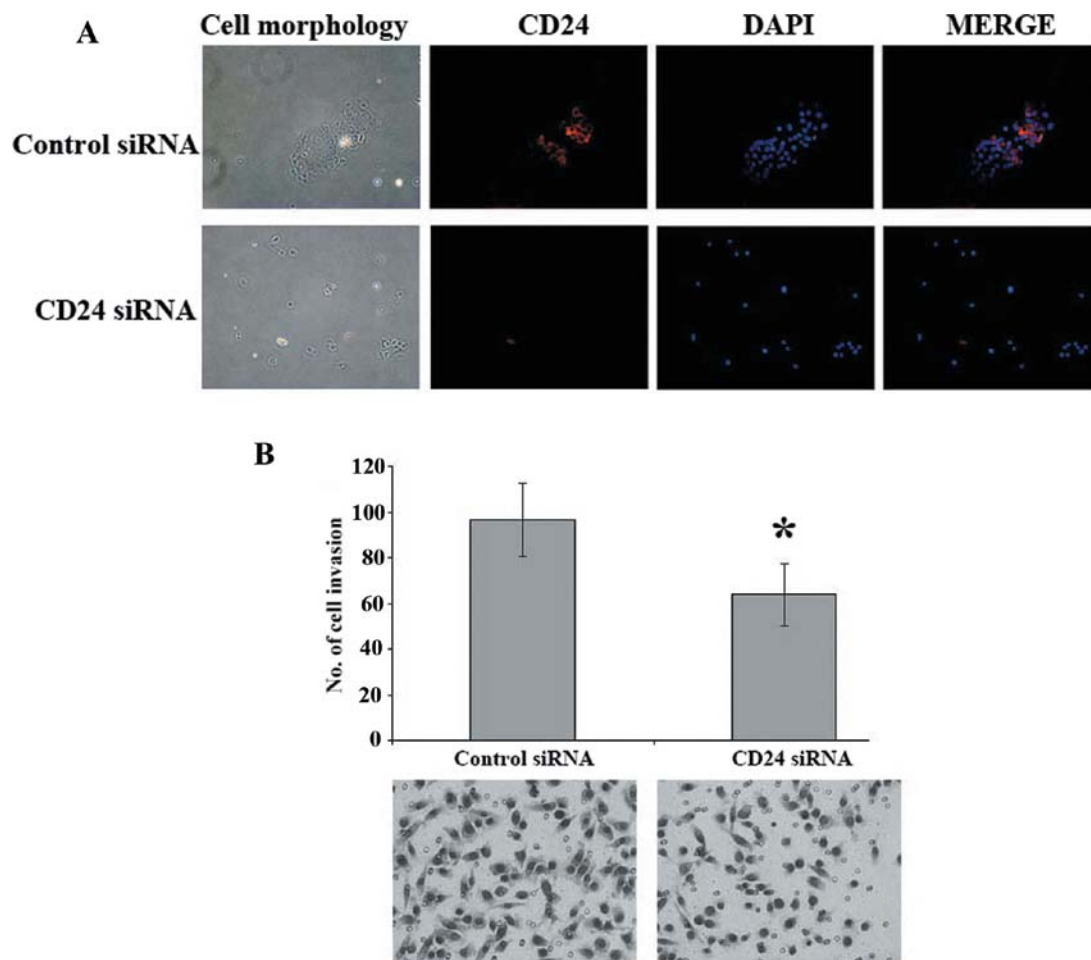 A
Cell morphology CD24 DAPI MERGE
Control siRNA
CD24 siRNA
B
No. of cell invasion
120
100
80
60
40
20
0
*
Control siRNA CD24 siRNA